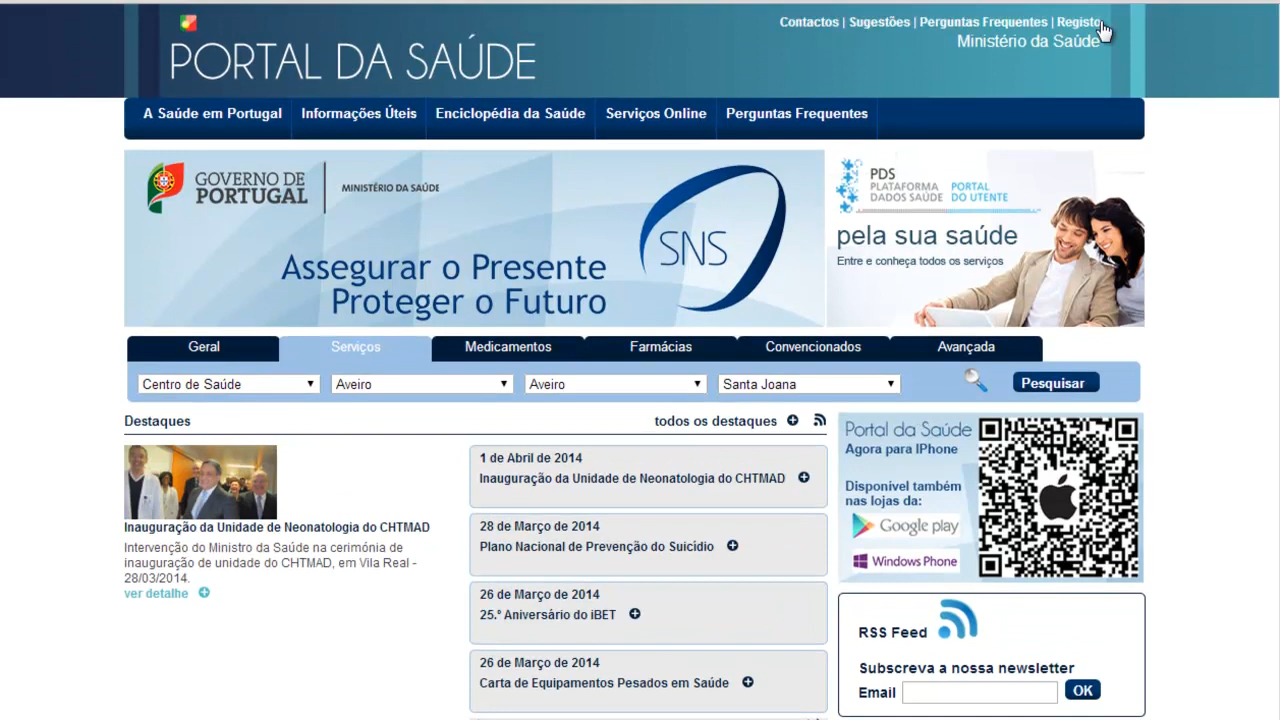 Contactos | Sugestões | Perguntas Frequentes | Registo
Ministério da Saúde
PORTAL DA SAÚDE
A Saúde em Portugal
Informações Úteis
Enciclopédia da Saúde
Serviços Online
Perguntas Frequentes
GOVERNO DE
PORTUGAL
MINISTÉRIO DA SAÚDE
Assegurar o Presente
Proteger o Futuro
SNS
PDS
PLATAFORMA
DADOS SAÚDE
PORTAL
DO UTENTE
pela sua saúde
Entre e conheça todos os serviços
Geral
Serviços
Medicamentos
Farmácias
Convencionados
Avançada
Centro de Saúde
Aveiro
Aveiro
Santa Joana
Pesquisar
Destaques
todos os destaques
Inauguração da Unidade de Neonatologia do CHTMAD
Intervenção do Ministro da Saúde na cerimónia de
inauguração de unidade do CHTMAD, em Vila Real -
28/03/2014.
ver detalhe
1 de Abril de 2014
Inauguração da Unidade de Neonatologia do CHTMAD
28 de Março de 2014
Plano Nacional de Prevenção do Suicídio
26 de Março de 2014
25.º Aniversário do iBET
26 de Março de 2014
Carta de Equipamentos Pesados em Saúde
Portal da Saúde
Agora para IPhone
Disponível também
nas lojas da:
Google play
Windows Phone
RSS Feed
Subscreva a nossa newsletter
Email
OK